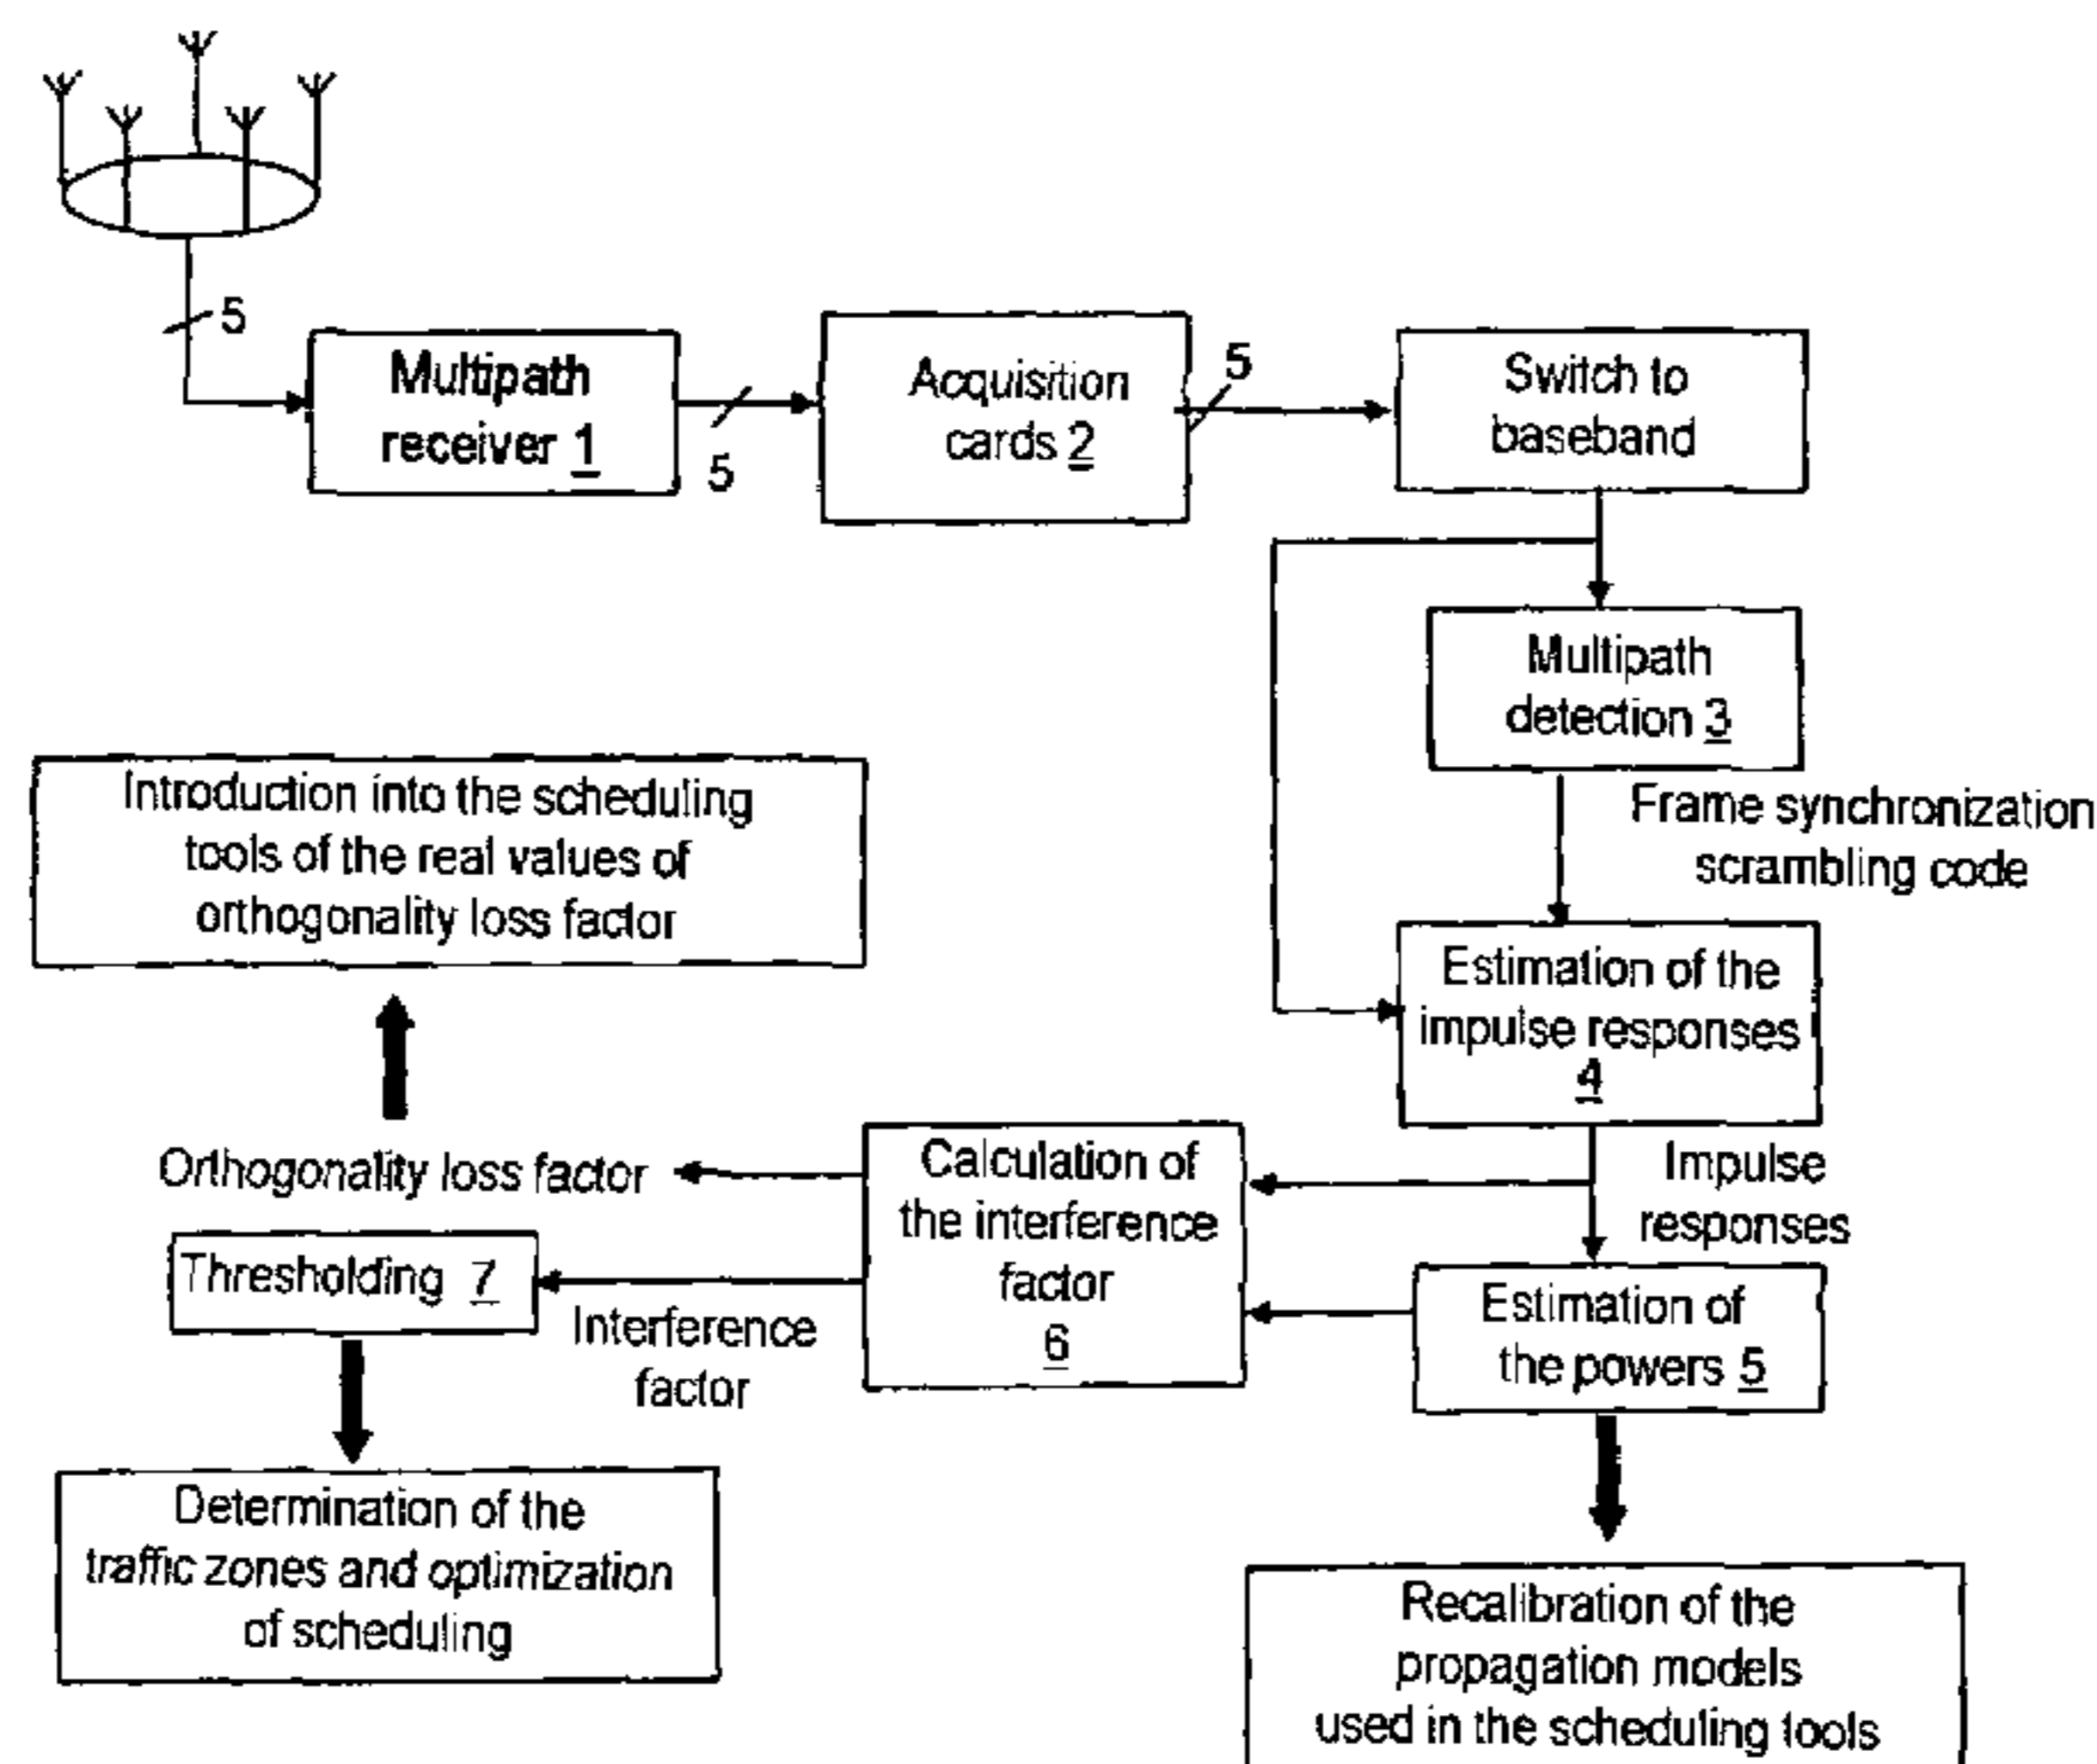 5
Multipath
receiver 1
5
Acquisition
cards 2
5
Switch to
baseband
Multipath
detection 3
Frame synchronization
scrambling code
Introduction into the scheduling
tools of the real values of
orthogonality loss factor
Estimation of the
impulse responses
4
Impulse
responses
Calculation of
the interference
factor
6
Orthogonality loss factor
Thresholding 7
Interference
factor
Estimation of
the powers 5
Determination of the
traffic zones and optimization
of scheduling
Recalibration of the
propagation models
used in the scheduling tools